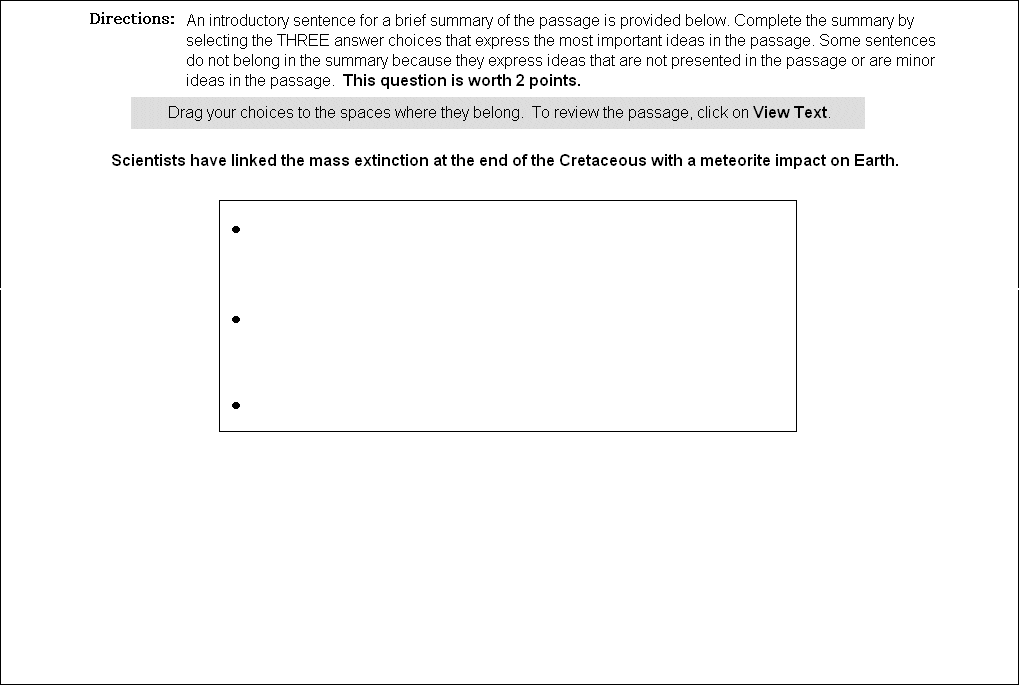 Directions: An introductory sentence for a brief summary of the passage is provided below. Complete the summary by
selecting the THREE answer choices that express the most important ideas in the passage. Some sentences
do not belong in the summary because they express ideas that are not presented in the passage or are minor
ideas in the passage. This question is worth 2 points.
Drag your choices to the spaces where they belong. To review the passage, click on View Text.
Scientists have linked the mass extinction at the end of the Cretaceous with a meteorite impact on Earth.